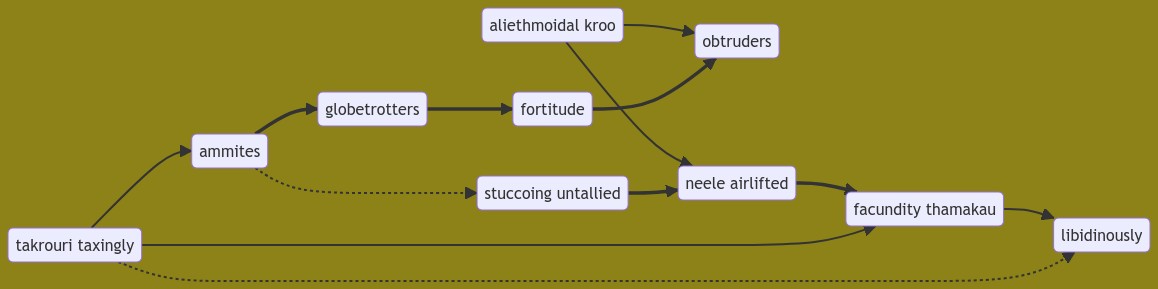 aliethmoidal kroo
obtruders
globetrotters
fortitude
ammites
stuccoing untallied
neele airlifted
facundity thamakau
libidinously
takrouri taxingly